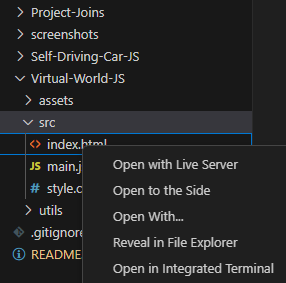 Project-Joins
screenshots
Self-Driving-Car-JS
Virtual-World-JS
assets
src
<> index.html
JS main.j
# style.c
utils
.gitignore
README
Open with Live Server
Open to the Side
Open With...
Reveal in File Explorer
Open in Integrated Terminal